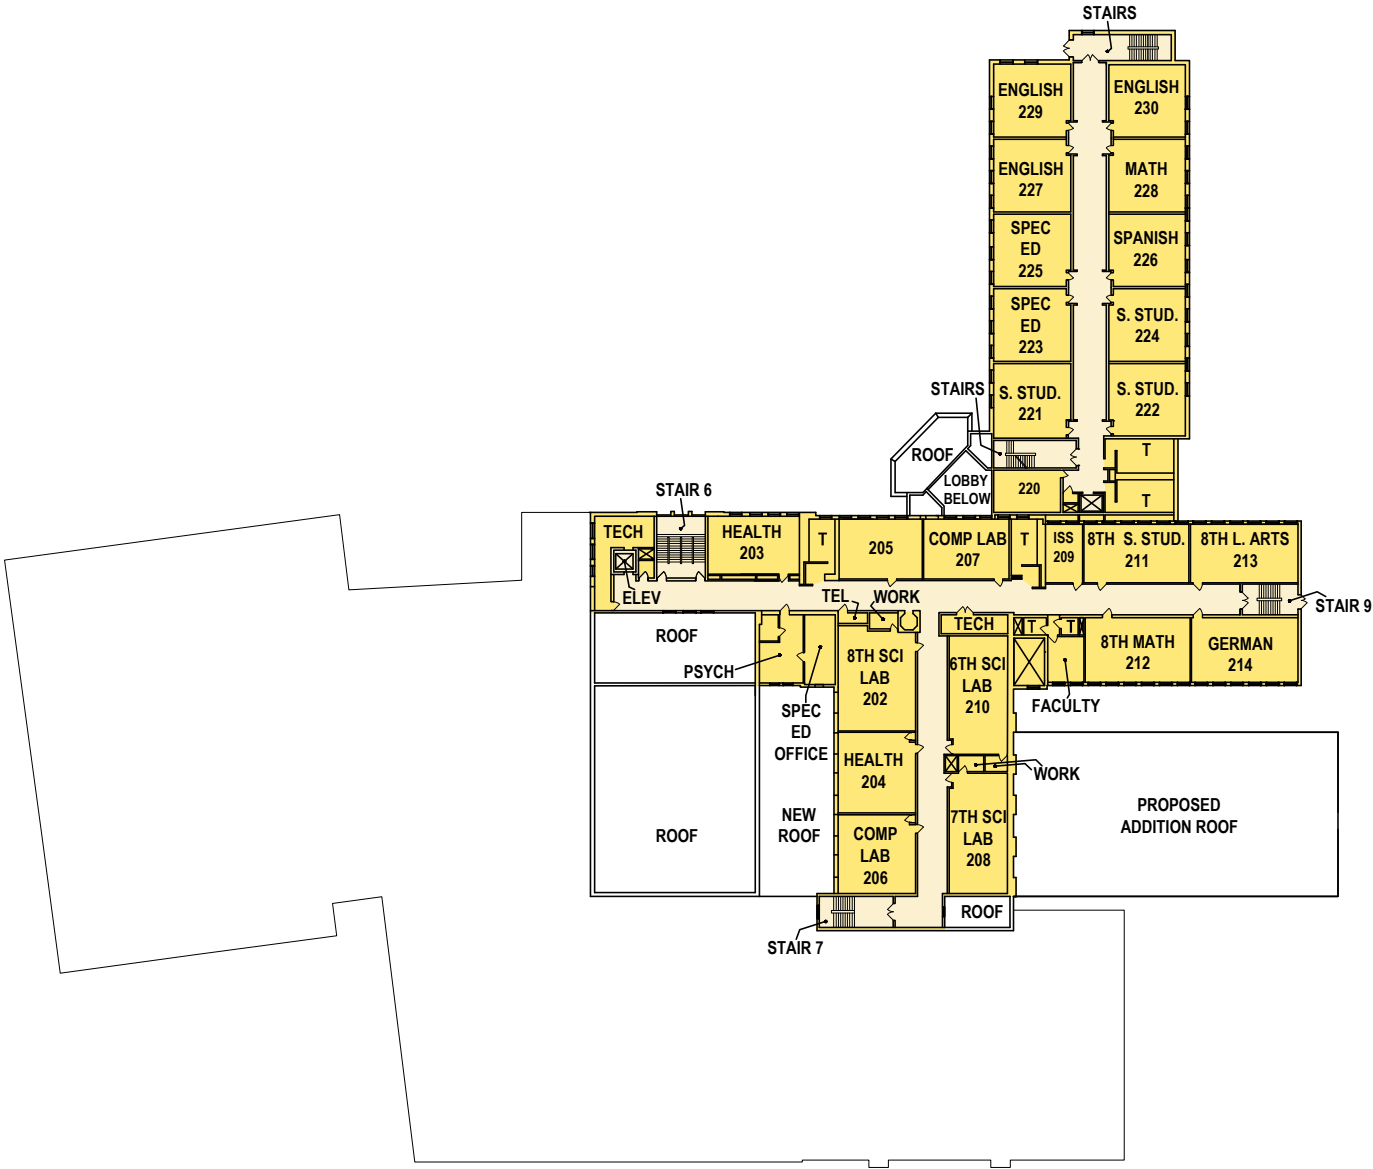 STAIRS
ENGLISH
229
ENGLISH
230
ENGLISH
227
MATH
228
SPEC
ED
225
SPANISH
226
SPEC
ED
223
S. STUD.
224
STAIRS
S. STUD.
221
S. STUD.
222
ROOF
T
LOBBY
BELOW
220
T
STAIR 6
TECH
HEALTH
203
T
205
COMP LAB
207
T
ISS
209
8TH S. STUD.
211
8TH L. ARTS
213
ELEV
TEL
WORK
STAIR 9
ROOF
TECH
T
T
PSYCH
8TH SCI
LAB
202
6TH SCI
LAB
210
8TH MATH
212
GERMAN
214
SPEC
ED
OFFICE
FACULTY
HEALTH
204
WORK
ROOF
NEW
ROOF
COMP
LAB
206
7TH SCI
LAB
208
PROPOSED
ADDITION ROOF
ROOF
STAIR 7